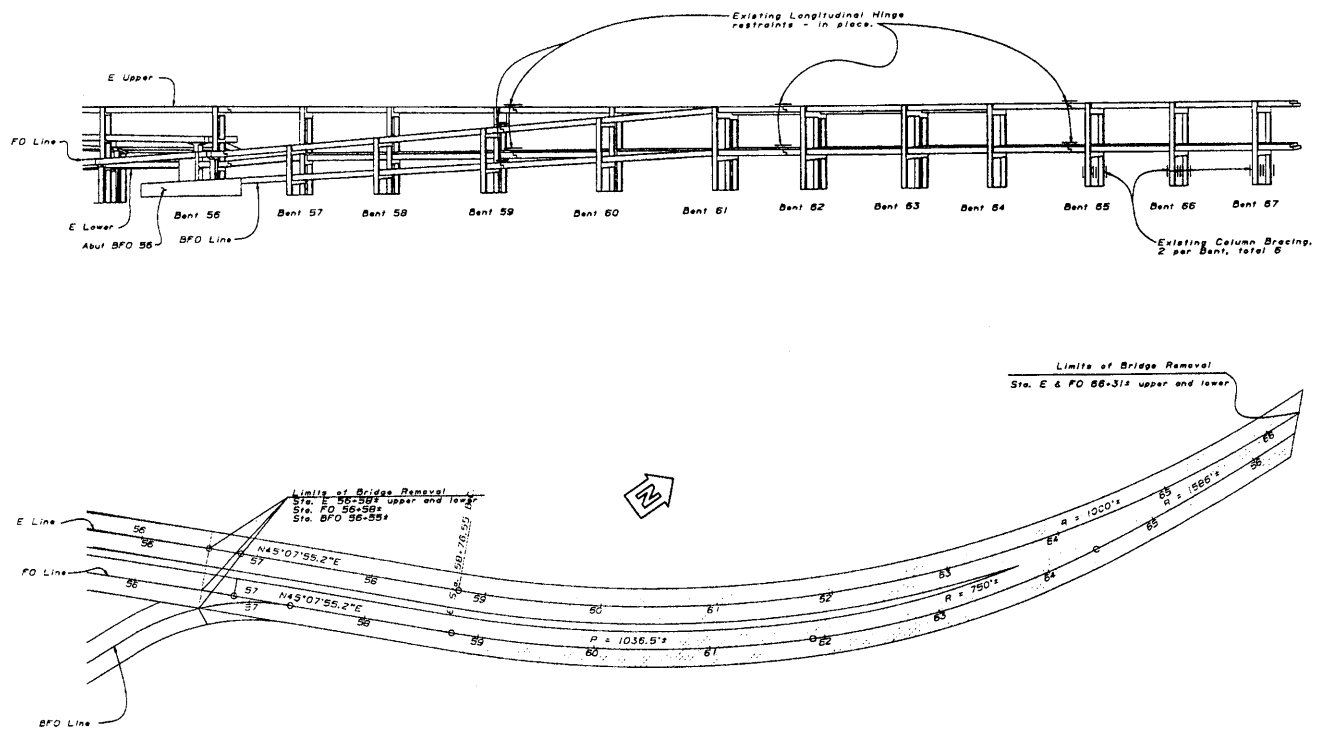 Existing Longitudinal Hinge
restraints - in place.
E Upper
FO Line
E Lower
Abut BFO 56
BFO Line
Bent 56
Bent 57
Bent 58
Bent 59
Bent 60
Bent 61
Bent 62
Bent 63
Bent 64
Bent 65
Bent 66
Bent 67
Existing Column Bracing,
2 per Bent, total 6
Limits of Bridge Removal
Sta. E & FO 66+31± upper and lower
N
Limits of Bridge Removal
Sta. E 56+58± upper and lower
Sta. FO 56+58±
Sta. BFO 56+55±
E Line
FO Line
BFO Line
56
56
57
N45°07'55.2"E
58
59
60
61
62
63
64
65
66
R = 1000'±
56
57
57
N45°07'55.2"E
58
59
60
R = 1036.5'±
61
62
63
R = 750'±
64
65
R = 1586'±